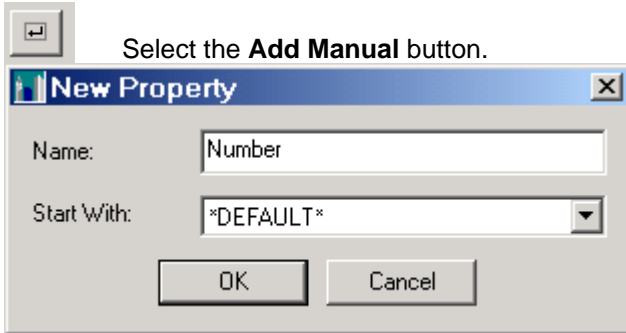 Select the Add Manual button.
New Property
Name:
Number
Start With:
*DEFAULT*
OK
Cancel